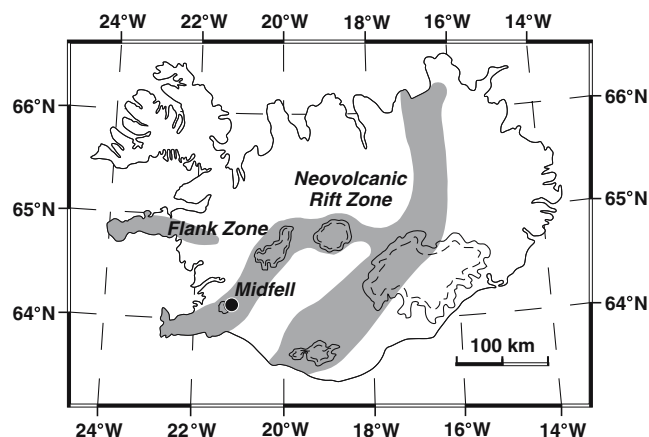 24°W 22°W 20°W 18°W 16°W 14°W
66°N 66°N
Neovolcanic
Rift Zone
65°N 65°N
Flank Zone
Midfell
64°N 64°N
100 km
24°W 22°W 20°W 18°W 16°W 14°W